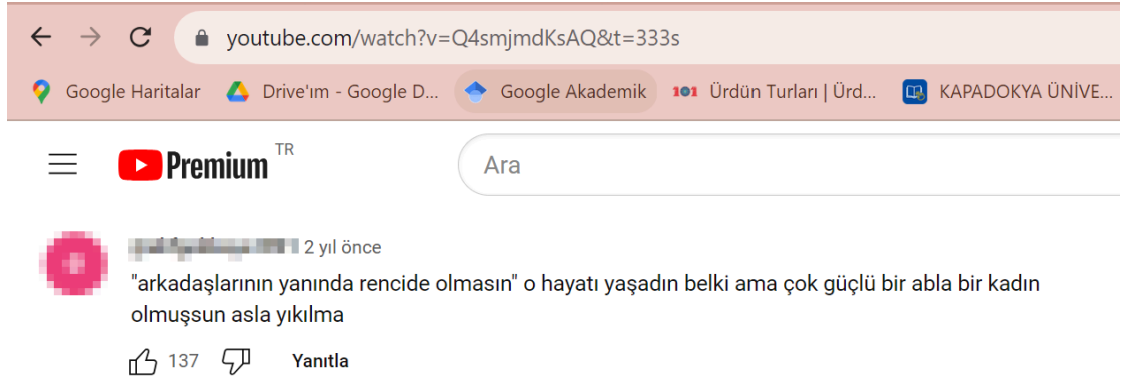 youtube.com/watch?v=Q4smjmdKsAQ&t=333s
Google Haritalar Drive'ım - Google D... Google Akademik 101 Ürdün Turları | Ürd... KAPADOKYA ÜNİVE...
Premium TR
Ara
2 yıl önce
"arkadaşlarının yanında rencide olmasın" o hayatı yaşadın belki ama çok güçlü bir abla bir kadın
olmuşsun asla yıkılma
137 Yanıtla